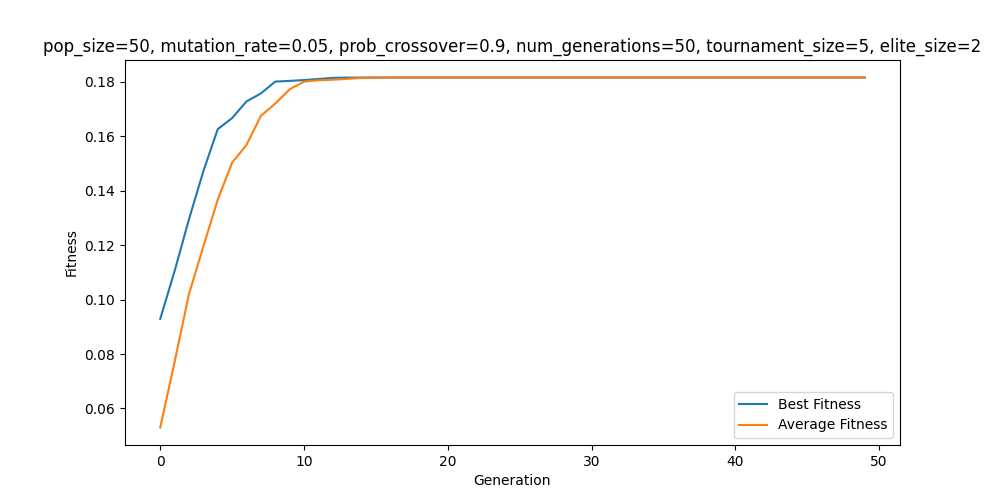 pop_size=50, mutation_rate=0.05, prob_crossover=0.9, num_generations=50, tournament_size=5, elite_size=2
0.18
0.16
0.14
0.12
0.10
0.08
0.06
Fitness
0 10 20 30 40 50
Generation
Best Fitness
Average Fitness